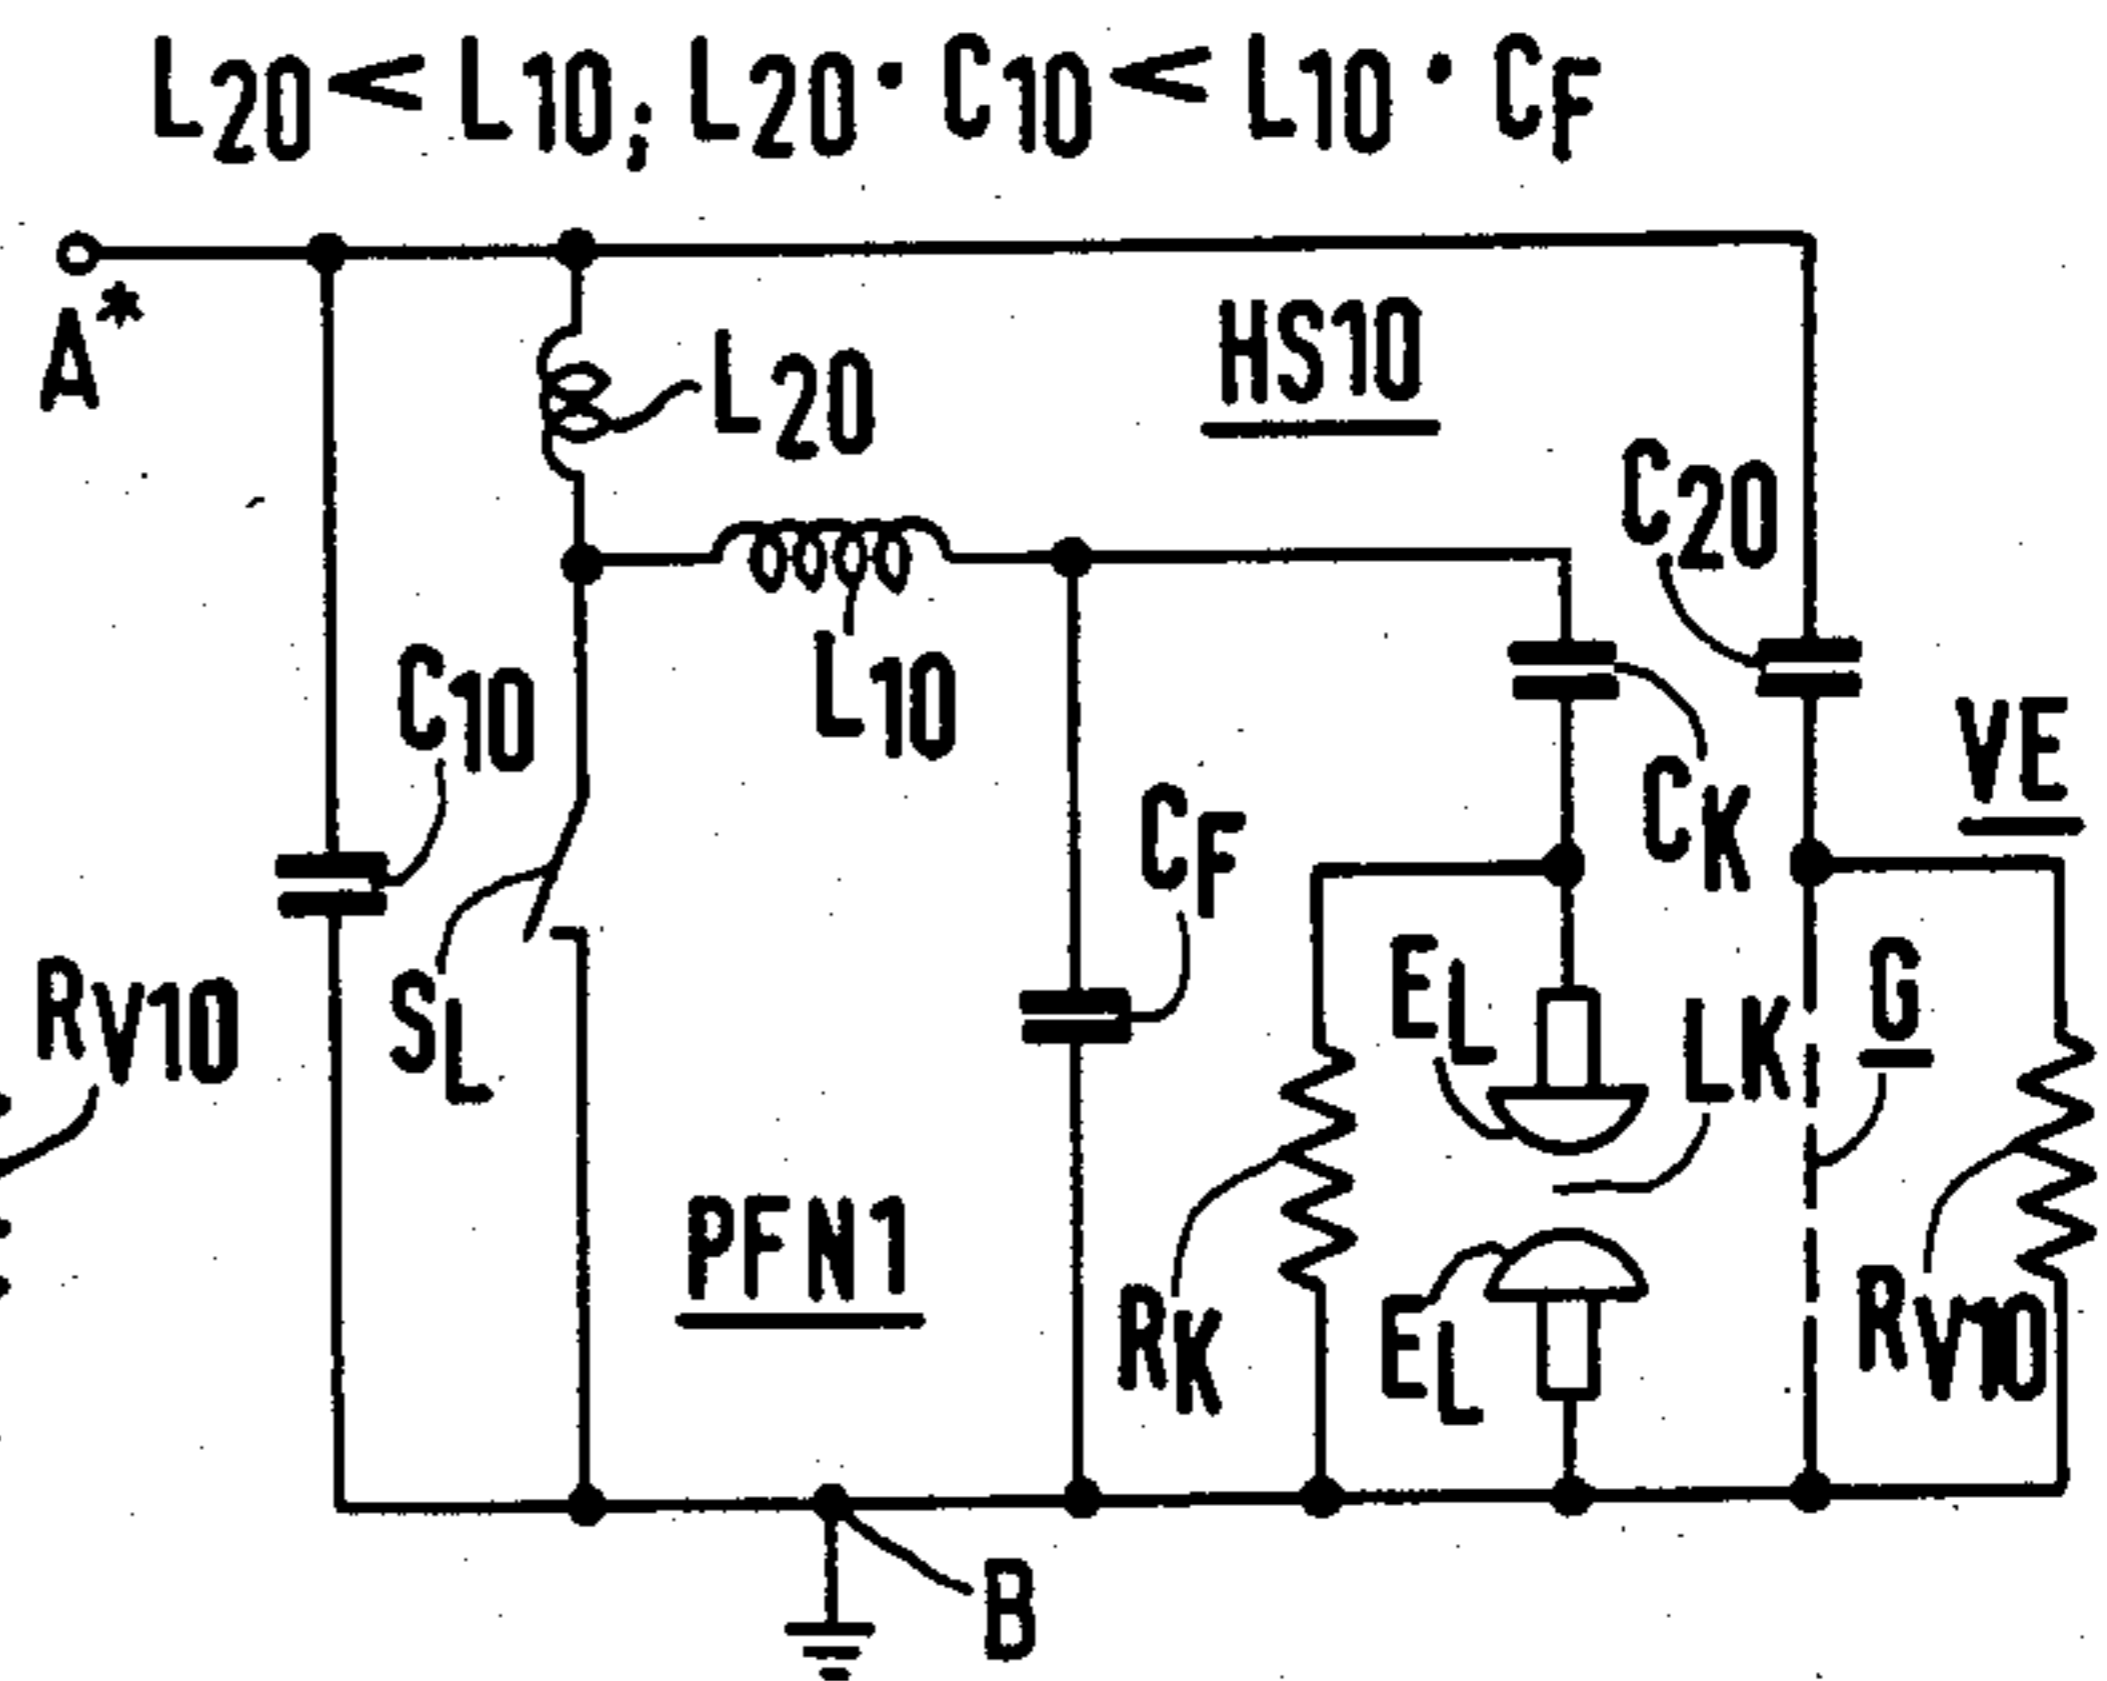 L20 < L10; L20 · C10 < L10 · CF
A*
HS10
L20
C20
L10
C10
VE
CK
CF
RV10
SL
EL
LK
G
PFN1
RK
EL
RV10
B